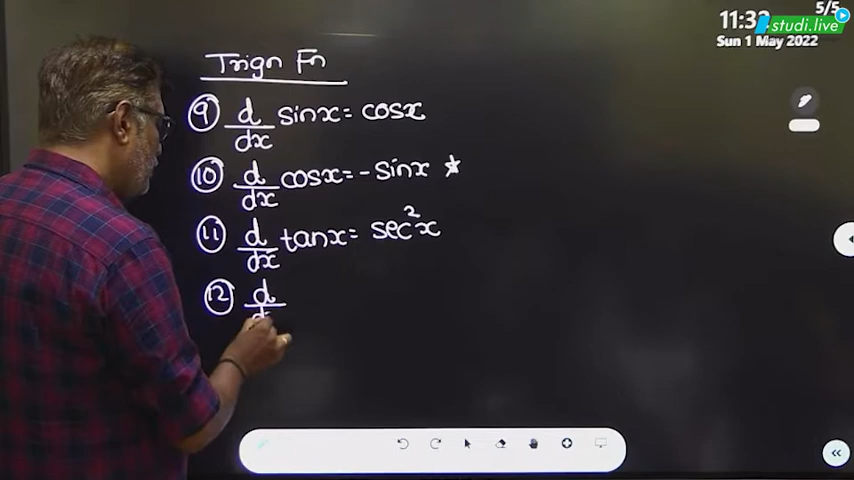 5/5
11:32
studi.live
Sun 1 May 2022
Trign Fn
⑨ d/dx sinx = cosx
⑩ d/dx cosx = -sinx ☆
⑪ d/dx tanx = sec²x
⑫ d/d